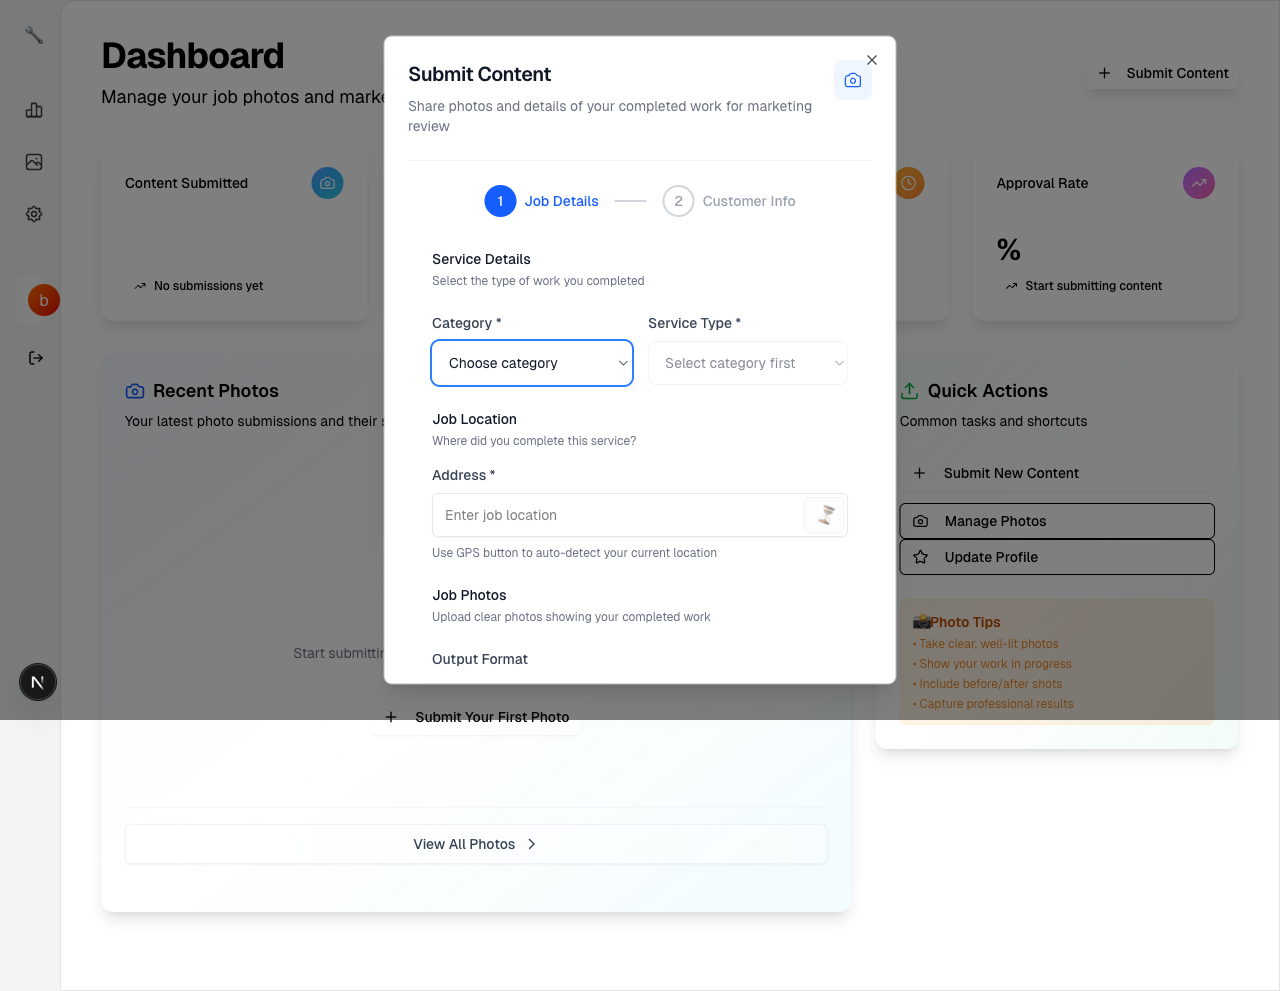 Dashboard
Manage your job photos and marke
Submit Content
Content Submitted
No submissions yet
Approval Rate
%
Start submitting content
b
Recent Photos
Your latest photo submissions and their s
Start submittin
Submit Your First Photo
View All Photos
Quick Actions
Common tasks and shortcuts
Submit New Content
Manage Photos
Update Profile
📸Photo Tips
• Take clear, well-lit photos
• Show your work in progress
• Include before/after shots
• Capture professional results
N
Submit Content
Share photos and details of your completed work for marketing
review
1 Job Details
2 Customer Info
Service Details
Select the type of work you completed
Category * Service Type *
Choose category Select category first
Job Location
Where did you complete this service?
Address *
Enter job location
Use GPS button to auto-detect your current location
Job Photos
Upload clear photos showing your completed work
Output Format